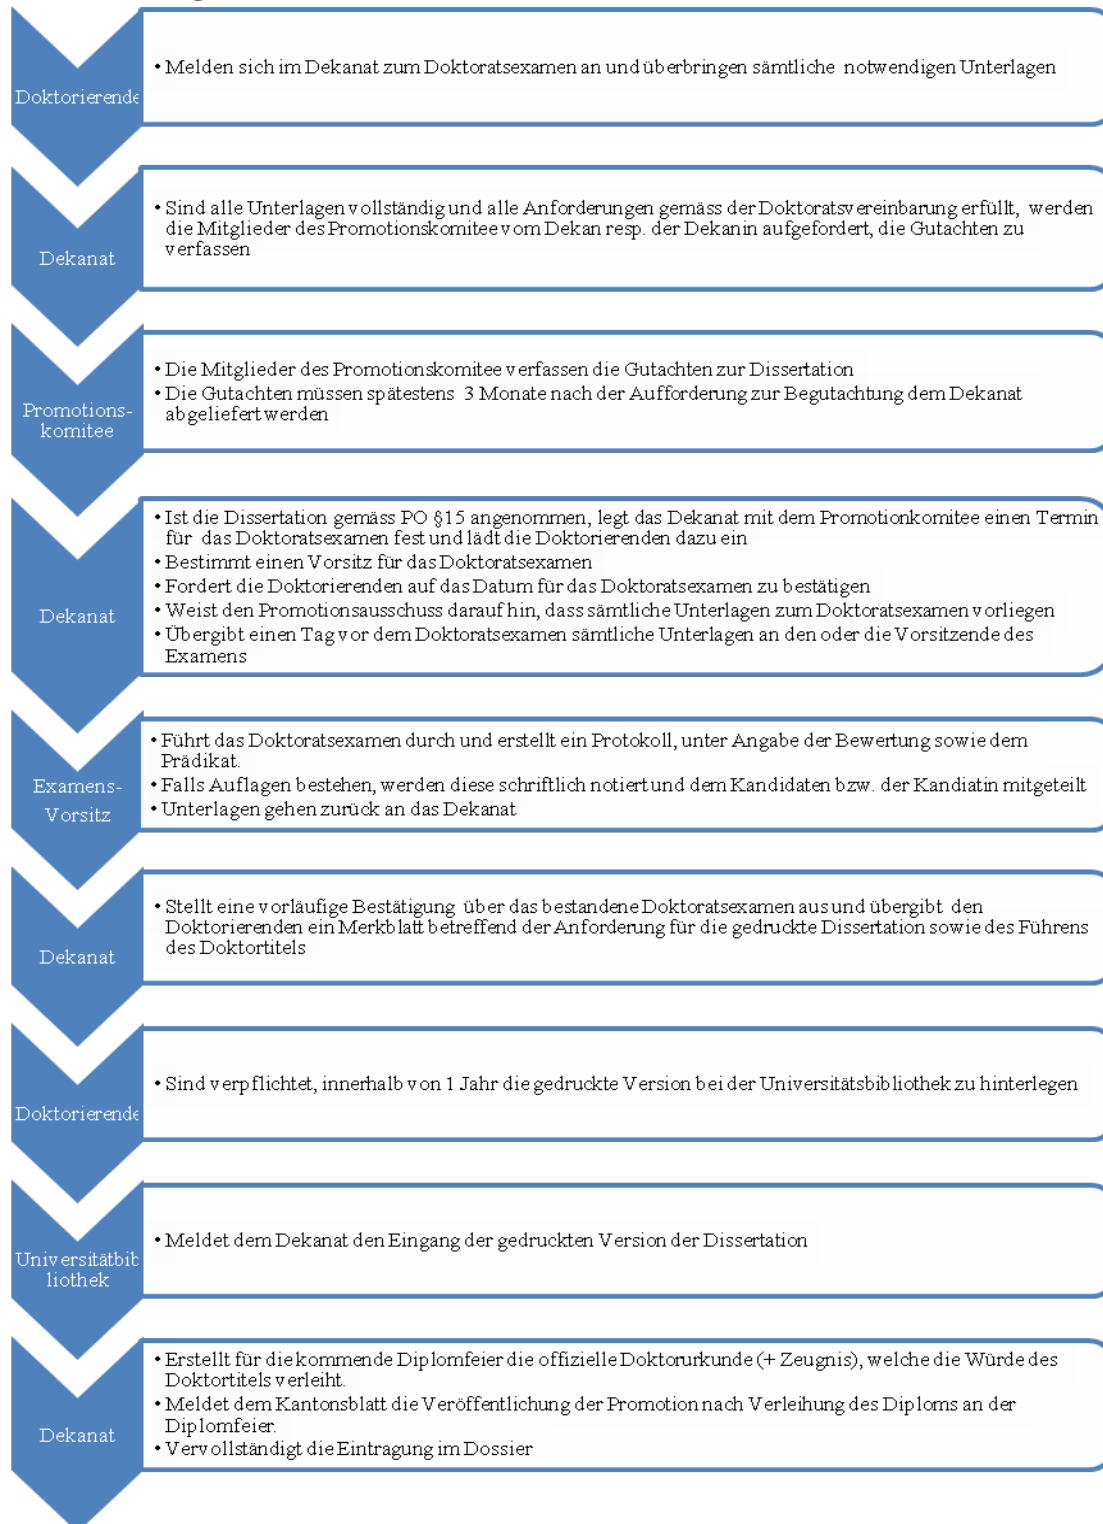 Doktorierende
• Melden sich im Dekanat zum Doktoratsexamen an und überbringen sämtliche notwendigen Unterlagen
Dekanat
• Sind alle Unterlagen vollständig und alle Anforderungen gemäss der Doktoratsvereinbarung erfüllt, werden
die Mitglieder des Promotionskomitee vom Dekan resp. der Dekanin aufgefordert, die Gutachten zu
verfassen
Promotions-
komitee
• Die Mitglieder des Promotionskomitee verfassen die Gutachten zur Dissertation
• Die Gutachten müssen spätestens 3 Monate nach der Aufforderung zur Begutachtung dem Dekanat
abgeliefert werden
Dekanat
• Ist die Dissertation gemäss PO §15 angenommen, legt das Dekanat mit dem Promotionkomitee einen Termin
für das Doktoratsexamen fest und lädt die Doktorierenden dazu ein
• Bestimmt einen Vorsitz für das Doktoratsexamen
• Fordert die Doktorierenden auf das Datum für das Doktoratsexamen zu bestätigen
• Weist den Promotionsausschuss darauf hin, dass sämtliche Unterlagen zum Doktoratsexamen vorliegen
• Übergibt einen Tag vor dem Doktoratsexamen sämtliche Unterlagen an den oder die Vorsitzende des
Examens
Examens-
Vorsitz
• Führt das Doktoratsexamen durch und erstellt ein Protokoll, unter Angabe der Bewertung sowie dem
Prädikat.
• Falls Auflagen bestehen, werden diese schriftlich notiert und dem Kandidaten bzw. der Kandiatin mitgeteilt
• Unterlagen gehen zurück an das Dekanat
Dekanat
• Stellt eine vorläufige Bestätigung über das bestandene Doktoratsexamen aus und übergibt den
Doktorierenden ein Merkblatt betreffend der Anforderung für die gedruckte Dissertation sowie des Führens
des Doktortitels
Doktorierende
• Sind verpflichtet, innerhalb von 1 Jahr die gedruckte Version bei der Universitätsbibliothek zu hinterlegen
Universitätbib
liothek
• Meldet dem Dekanat den Eingang der gedruckten Version der Dissertation
Dekanat
• Erstellt für die kommende Diplomfeier die offizielle Doktorurkunde (+ Zeugnis), welche die Würde des
Doktortitels verleiht.
• Meldet dem Kantonsblatt die Veröffentlichung der Promotion nach Verleihung des Diploms an der
Diplomfeier.
• Vervollständigt die Eintragung im Dossier